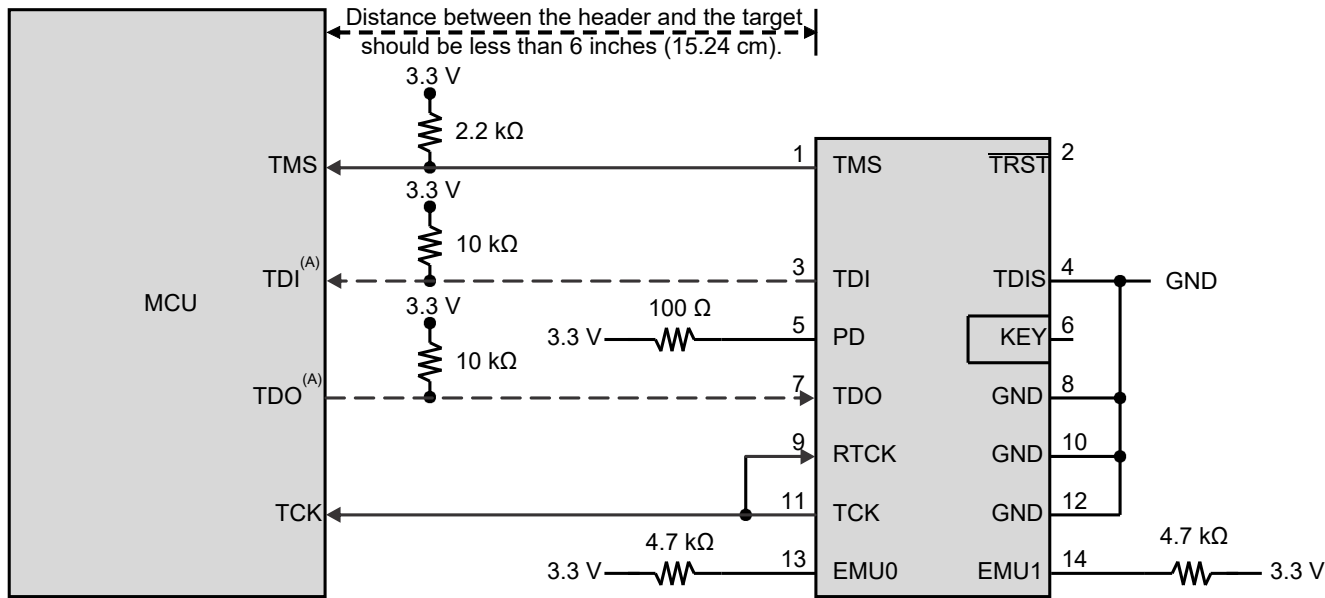 Distance between the header and the target
should be less than 6 inches (15.24 cm).
3.3 V
2.2 kΩ
TMS
1
TMS
TRST
2
3.3 V
10 kΩ
TDI(A)
3
TDI
TDIS
4
GND
MCU
3.3 V
100 Ω
3.3 V
5
PD
KEY
6
10 kΩ
TDO(A)
7
TDO
GND
8
9
RTCK
GND
10
TCK
11
TCK
GND
12
4.7 kΩ
3.3 V
13
EMU0
EMU1
14
4.7 kΩ
3.3 V